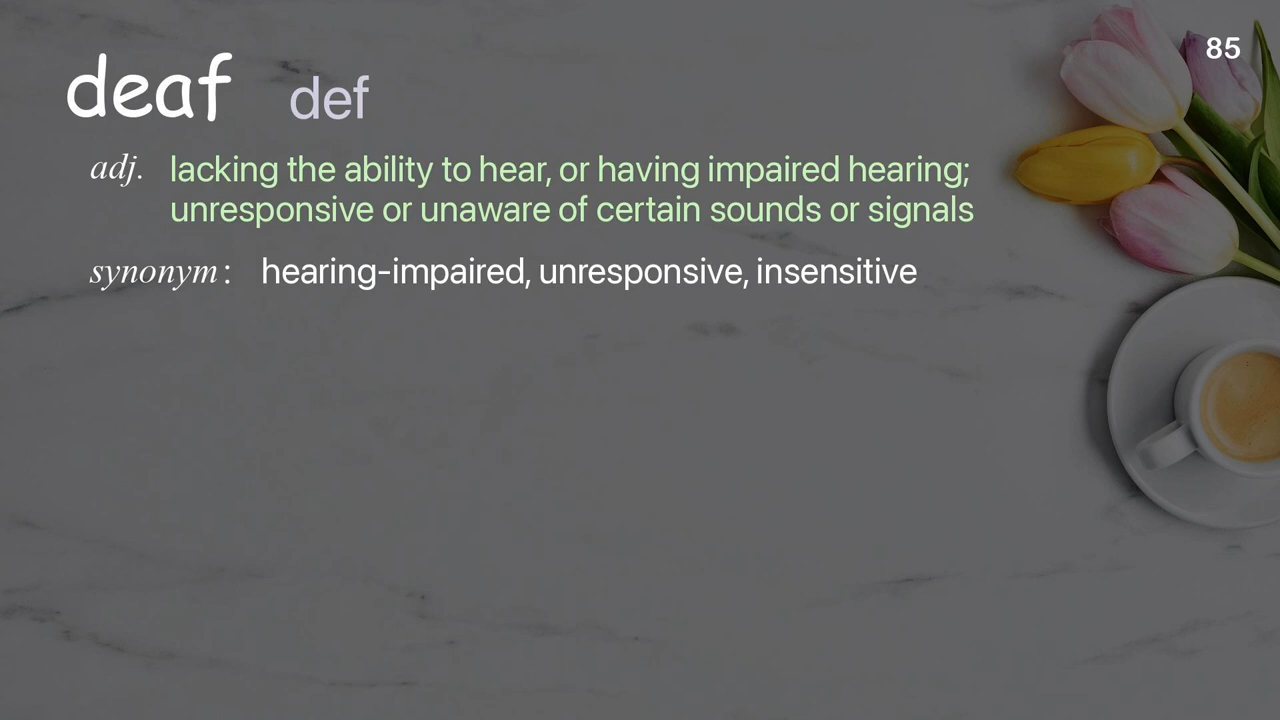 85
deaf def
adj. lacking the ability to hear, or having impaired hearing;
unresponsive or unaware of certain sounds or signals
synonym: hearing-impaired, unresponsive, insensitive